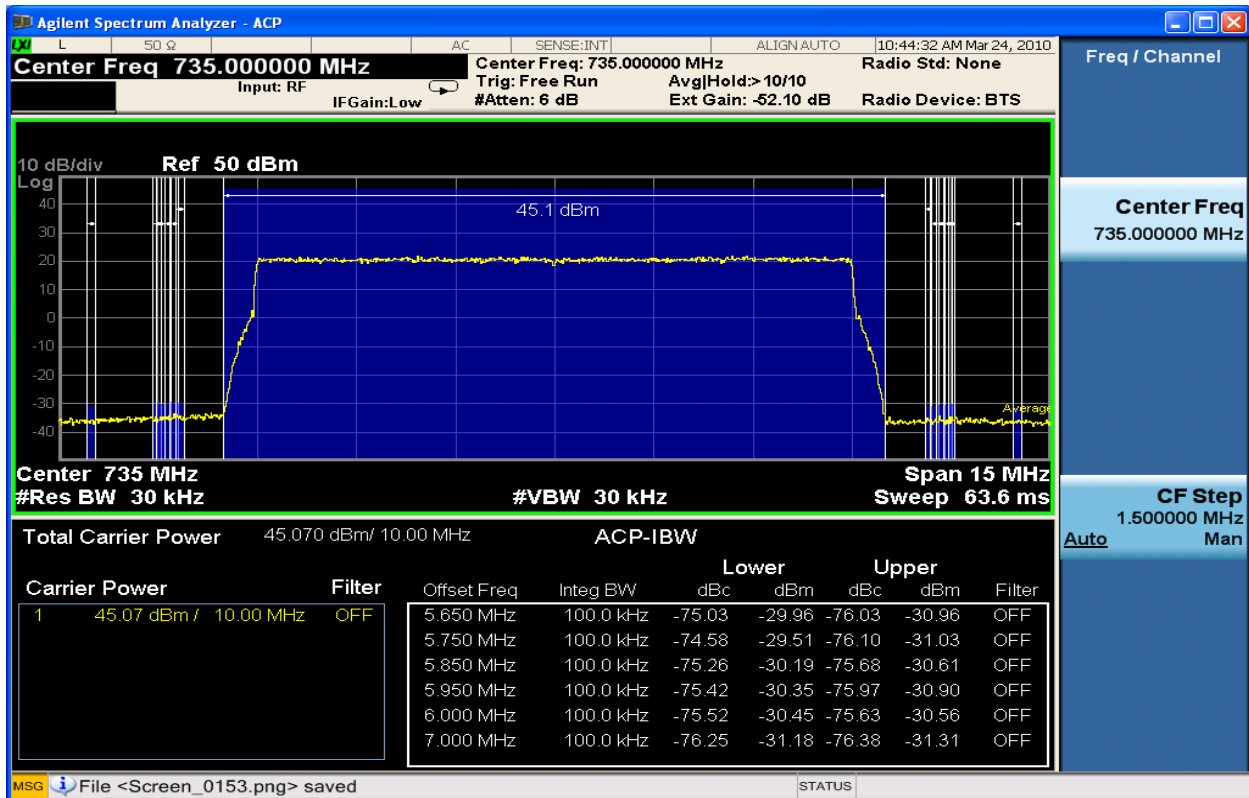 Agilent Spectrum Analyzer - ACP
LXI L 50 Ω AC SENSE:INT ALIGN AUTO 10:44:32 AM Mar 24, 2010
Center Freq 735.000000 MHz
Input: RF
IFGain:Low
Center Freq: 735.000000 MHz
Trig: Free Run
#Atten: 6 dB
Avg|Hold:> 10/10
Ext Gain: -52.10 dB
Radio Std: None
Radio Device: BTS
10 dB/div Ref 50 dBm
Log
40
30
20
10
0
-10
-20
-30
-40
45.1 dBm
Average
Center 735 MHz Span 15 MHz
#Res BW 30 kHz #VBW 30 kHz Sweep 63.6 ms
Total Carrier Power 45.070 dBm/ 10.00 MHz ACP-IBW
Lower Upper
Carrier Power Filter
1 45.07 dBm / 10.00 MHz OFF
Offset Freq Integ BW dBc dBm dBc dBm Filter
5.650 MHz 100.0 kHz -75.03 -29.96 -76.03 -30.96 OFF
5.750 MHz 100.0 kHz -74.58 -29.51 -76.10 -31.03 OFF
5.850 MHz 100.0 kHz -75.26 -30.19 -75.68 -30.61 OFF
5.950 MHz 100.0 kHz -75.42 -30.35 -75.97 -30.90 OFF
6.000 MHz 100.0 kHz -75.52 -30.45 -75.63 -30.56 OFF
7.000 MHz 100.0 kHz -76.25 -31.18 -76.38 -31.31 OFF
MSG File <Screen_0153.png> saved STATUS
Freq / Channel
Center Freq
735.000000 MHz
CF Step
1.500000 MHz
Auto Man